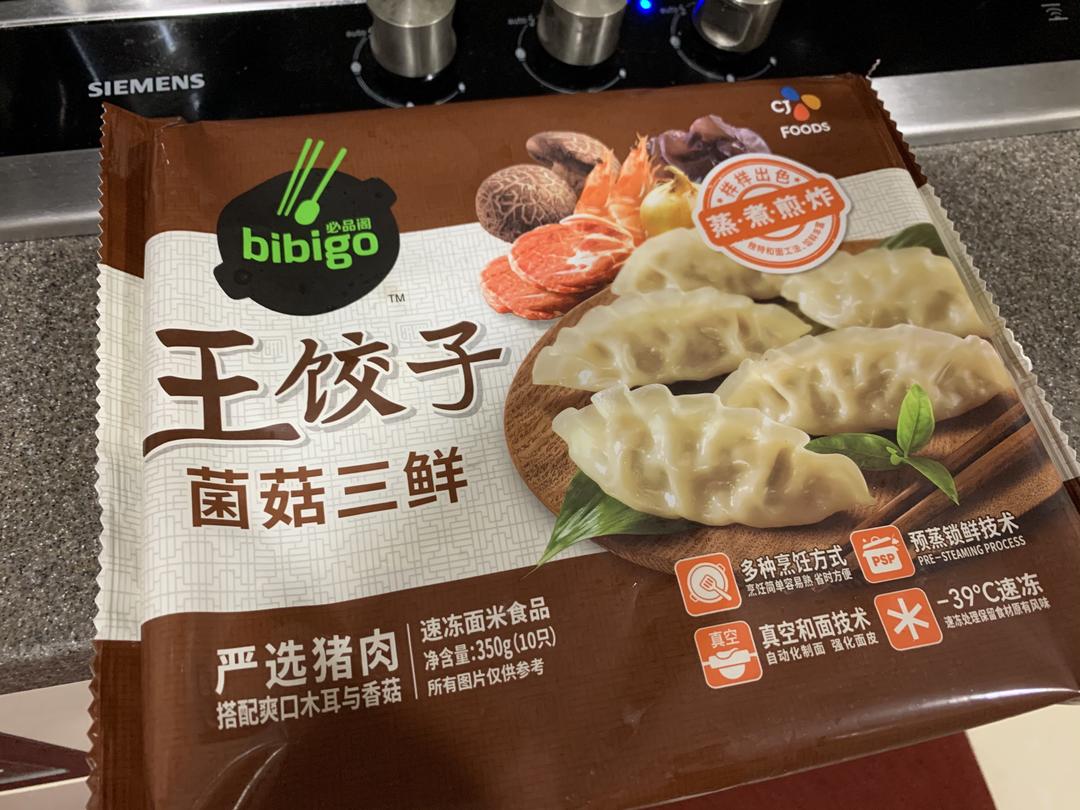 SIEMENS
CJ
FOODS
必品阁
bibigo
TM
样样出色
蒸·煮·煎·炸
王饺子
菌菇三鲜
多种烹饪方式
烹饪简单容易熟 省时方便
PSP
预蒸锁鲜技术
PRE-STEAMING PROCESS
真空
真空和面技术
自动化制面 强化面皮
-39°C速冻
速冻处理保留食材原有风味
严选猪肉
搭配爽口木耳与香菇
速冻面米食品
净含量:350g(10只)
所有图片仅供参考